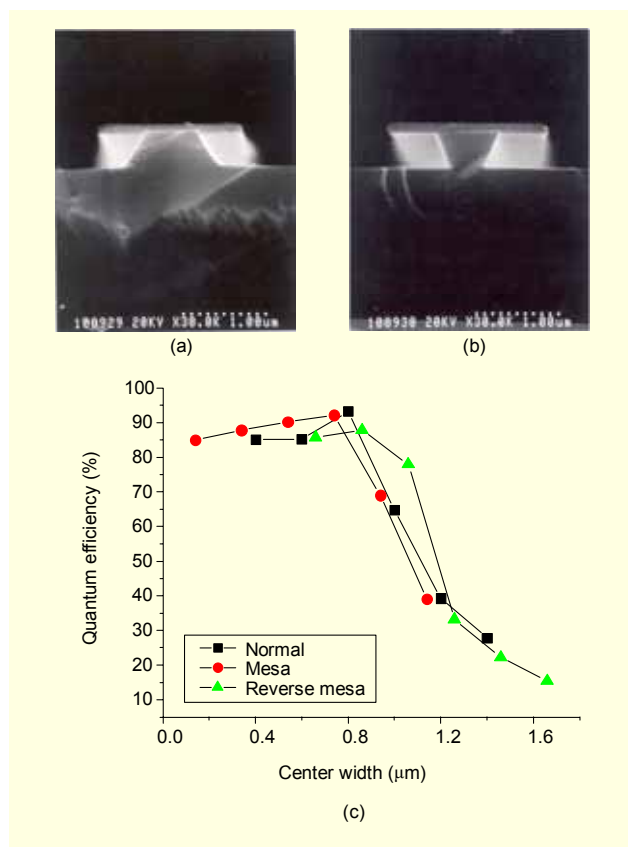 100929 20KV X30.0K 1.00um
100930 20KV X30.0K 1.00um
(a)
(b)
100
90
80
70
60
50
40
30
20
10
Quantum efficiency (%)
Normal
Mesa
Reverse mesa
0.0
0.4
0.8
1.2
1.6
Center width (μm)
(c)